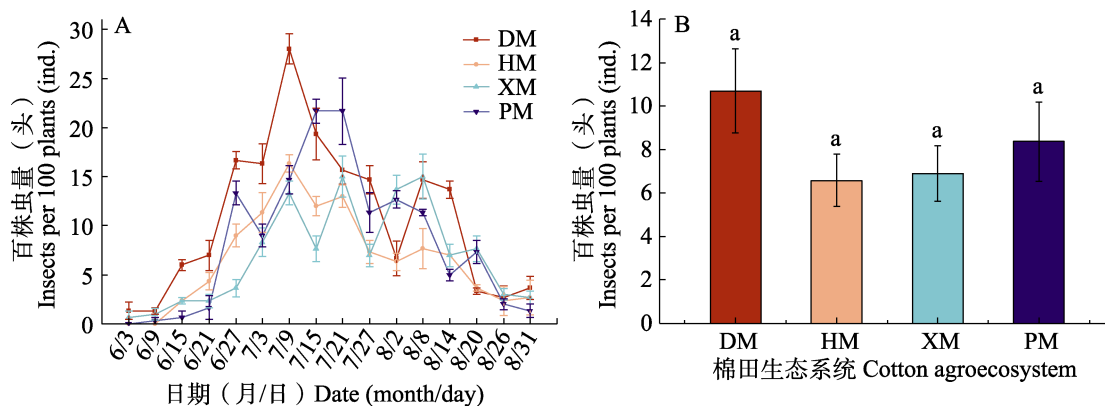 A
百株虫量（头）
Insects per 100 plants (ind.)
30
25
20
15
10
5
0
DM
HM
XM
PM
6/3
6/9
6/15
6/21
6/27
7/3
7/9
7/15
7/21
7/27
8/2
8/8
8/14
8/20
8/26
8/31
日期（月/日）Date (month/day)
B
百株虫量（头）
Insects per 100 plants (ind.)
14
12
10
8
6
4
2
0
a
a
a
a
DM
HM
XM
PM
棉田生态系统 Cotton agroecosystem